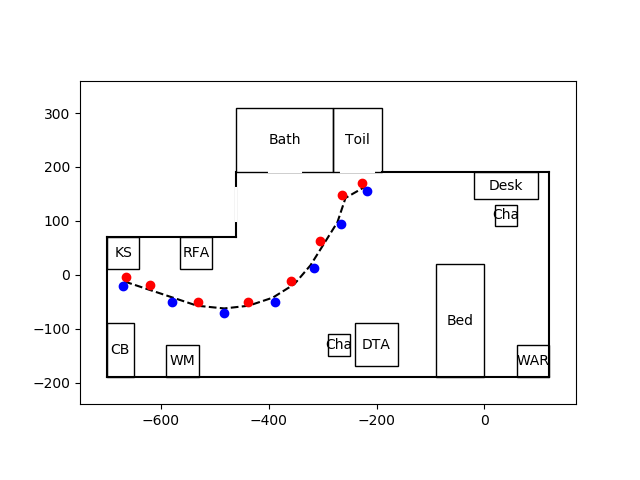 300
200
100
0
−100
−200
Bath
Toil
Desk
Cha
KS
RFA
Bed
CB
WM
Cha
DTA
WAR
−600
−400
−200
0